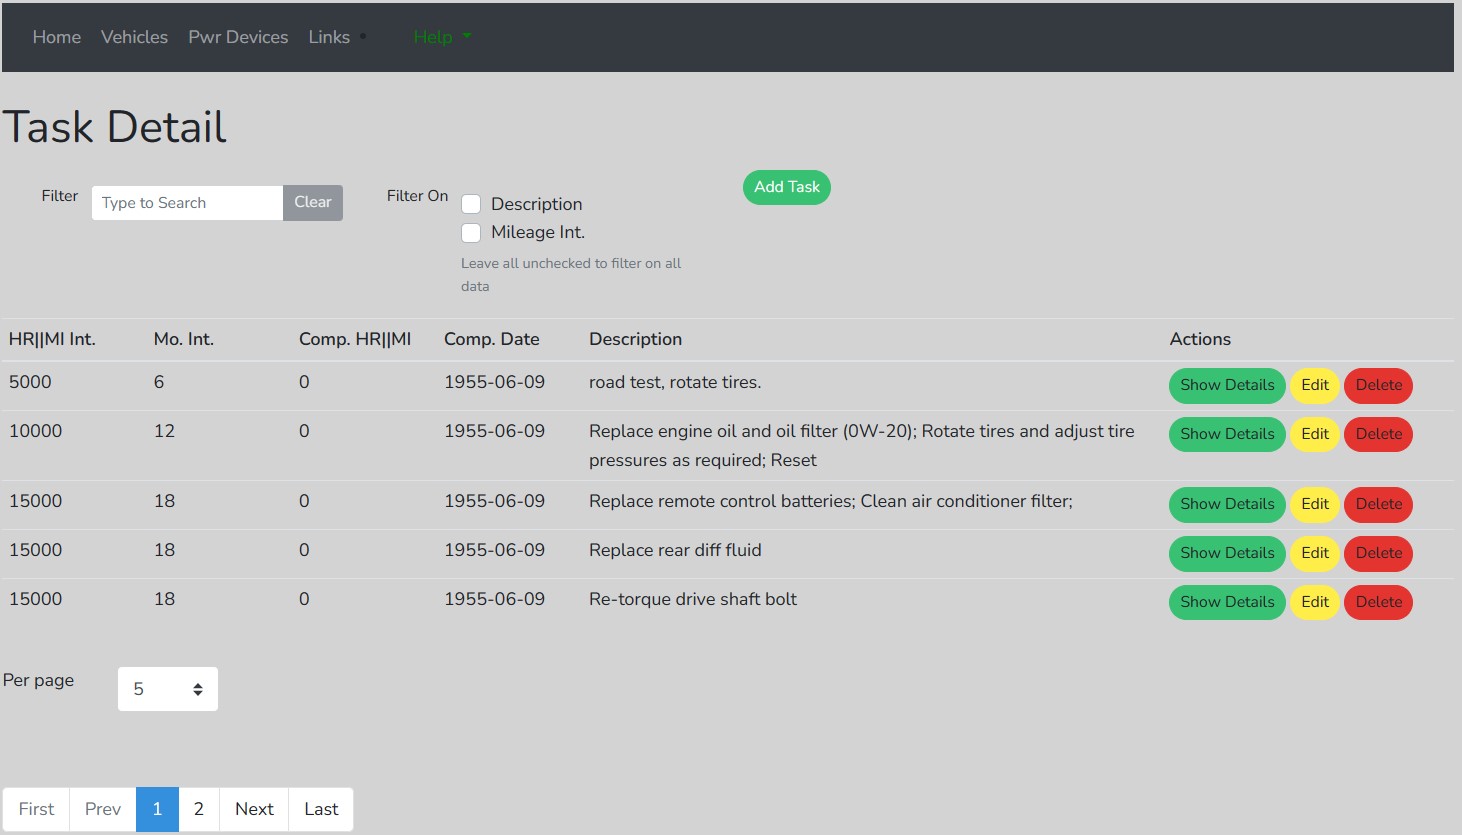 Home Vehicles Pwr Devices Links Help
Task Detail
Filter Type to Search Clear Filter On Description Add Task
Mileage Int.
Leave all unchecked to filter on all
data
HR||MI Int. Mo. Int. Comp. HR||MI Comp. Date Description Actions
5000 6 0 1955-06-09 road test, rotate tires. Show Details Edit Delete
10000 12 0 1955-06-09 Replace engine oil and oil filter (0W-20); Rotate tires and adjust tire Show Details Edit Delete
pressures as required; Reset
15000 18 0 1955-06-09 Replace remote control batteries; Clean air conditioner filter; Show Details Edit Delete
15000 18 0 1955-06-09 Replace rear diff fluid Show Details Edit Delete
15000 18 0 1955-06-09 Re-torque drive shaft bolt Show Details Edit Delete
Per page 5
First Prev 1 2 Next Last